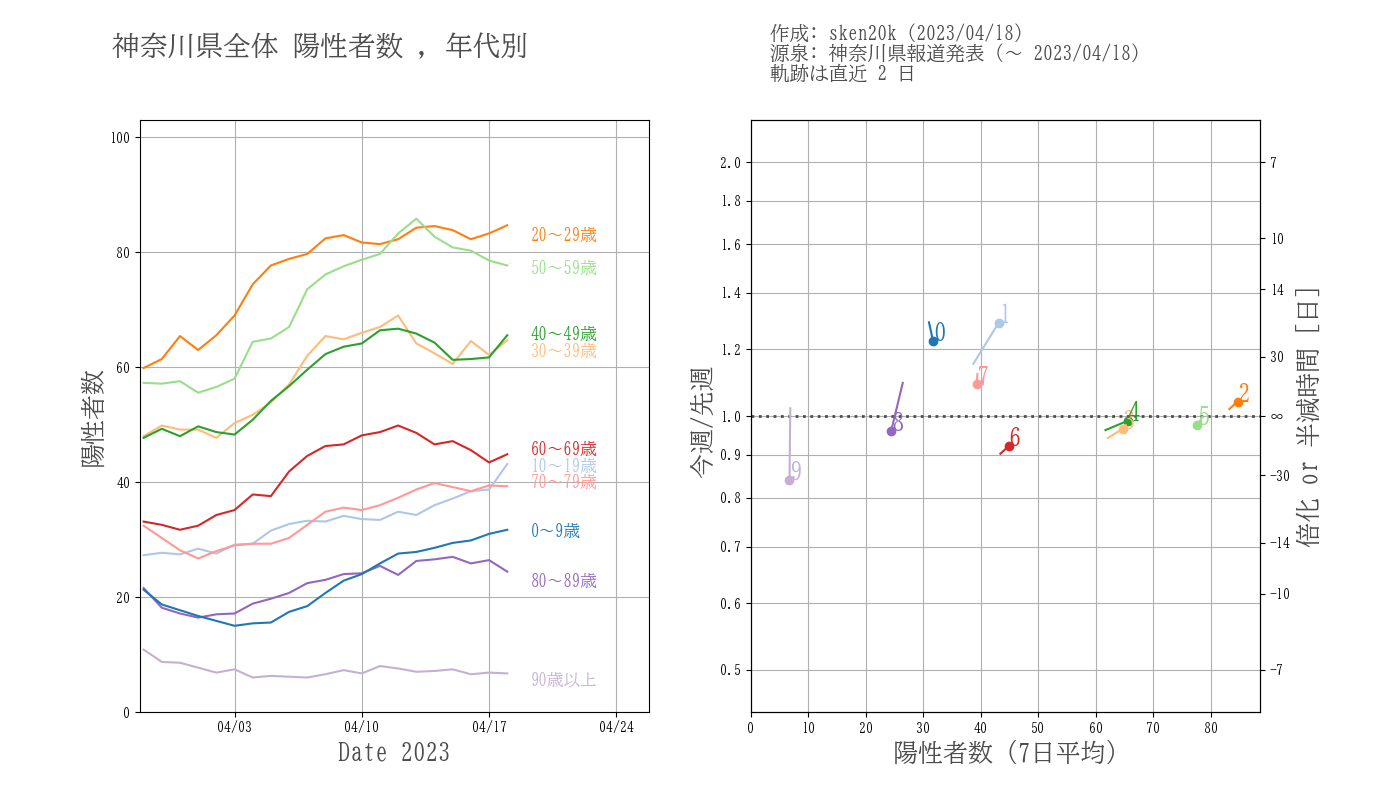 神奈川県全体 陽性者数 , 年代別
作成: sken20k (2023/04/18)
源泉: 神奈川県報道発表 (〜 2023/04/18)
軌跡は直近 2 日
陽性者数
100
80
60
40
20
0
20〜29歳
50〜59歳
40〜49歳
30〜39歳
60〜69歳
10〜19歳
70〜79歳
0〜9歳
80〜89歳
90歳以上
04/03
04/10
04/17
04/24
Date 2023
今週/先週
2.0
1.8
1.6
1.4
1.2
1.0
0.9
0.8
0.7
0.6
0.5
0
1
7
2
4
3
5
8
6
9
7
10
14
30
∞
−30
−14
−10
−7
倍化 or 半減時間 [日]
0
10
20
30
40
50
60
70
80
陽性者数 (7日平均)